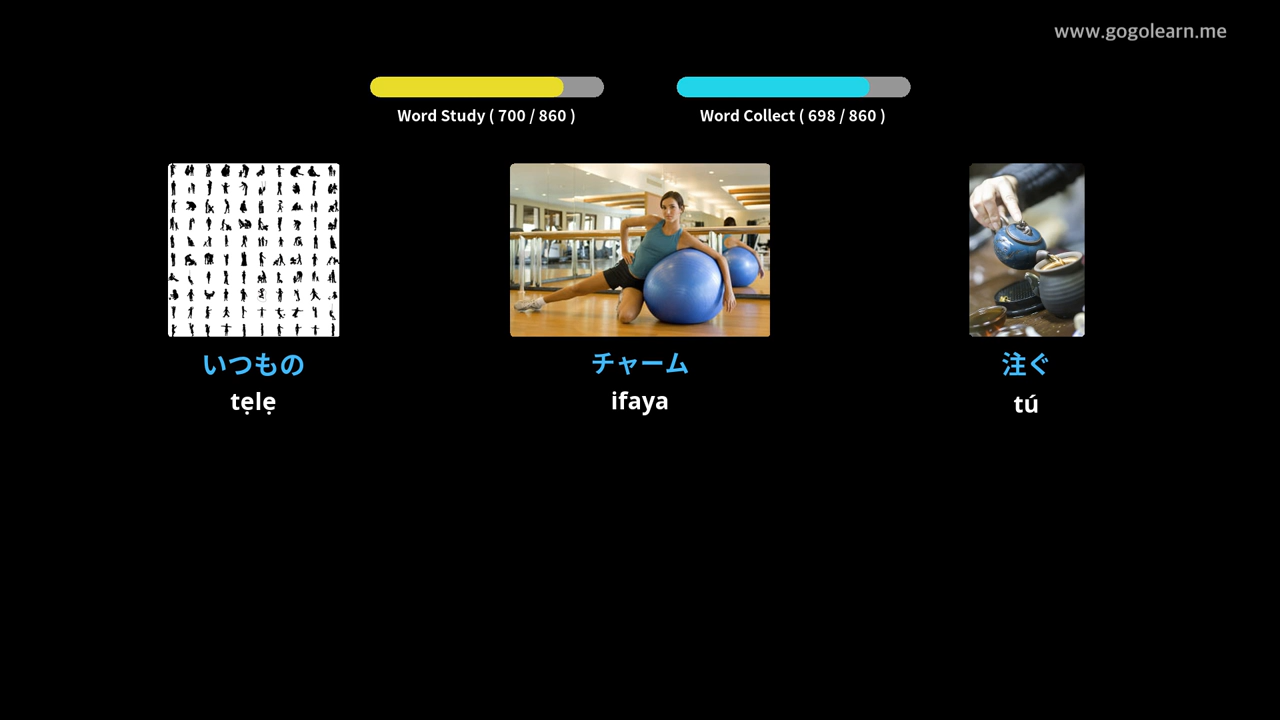 www.gogolearn.me
Word Study ( 700 / 860 )
Word Collect ( 698 / 860 )
いつもの
チャーム
注ぐ
tẹlẹ
ifaya
tú